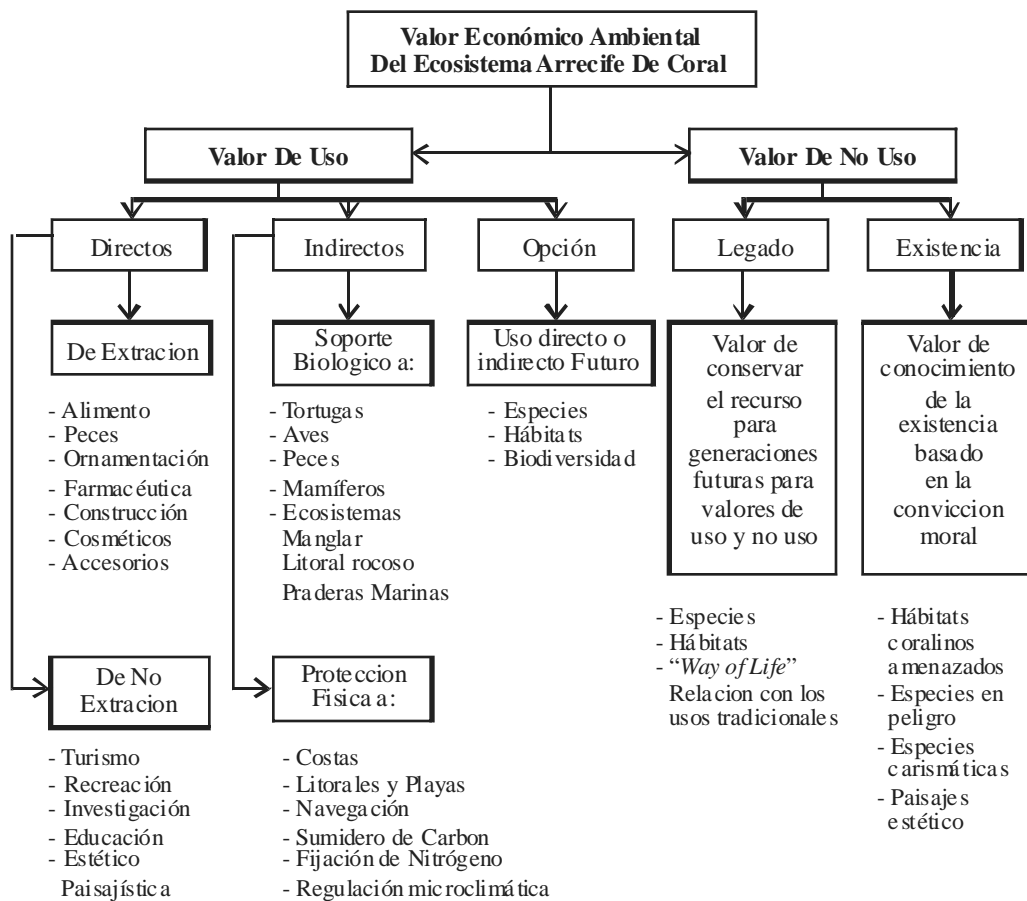 Valor Económico Ambiental
Del Ecosistema Arrecife De Coral
Valor De Uso
Valor De No Uso
Directos
Indirectos
Opción
Legado
Existencia
De Extracion
- Alimento
- Peces
- Ornamentación
- Farmacéutica
- Construcción
- Cosméticos
- Accesorios
De No
Extracion
- Turismo
- Recreación
- Investigación
- Educación
- Estético
Paisajística
Soporte
Biologico a:
- Tortugas
- Aves
- Peces
- Mamíferos
- Ecosistemas
Manglar
Litoral rocoso
Praderas Marinas
Proteccion
Fisica a:
- Costas
- Litorales y Playas
- Navegación
- Sumidero de Carbon
- Fijación de Nitrógeno
- Regulación microclimática
Uso directo o
indirecto Futuro
- Especies
- Hábitats
- Biodiversidad
Valor de
conservar
el recurso
para
generaciones
futuras para
valores de
uso y no uso
- Especies
- Hábitats
- “Way of Life”
Relacion con los
usos tradicionales
Valor de
conocimiento
de la
existencia
basado
en la
conviccion
moral
- Hábitats
coralinos
amenazados
- Especies en
peligro
- Especies
carismáticas
- Paisajes
estético